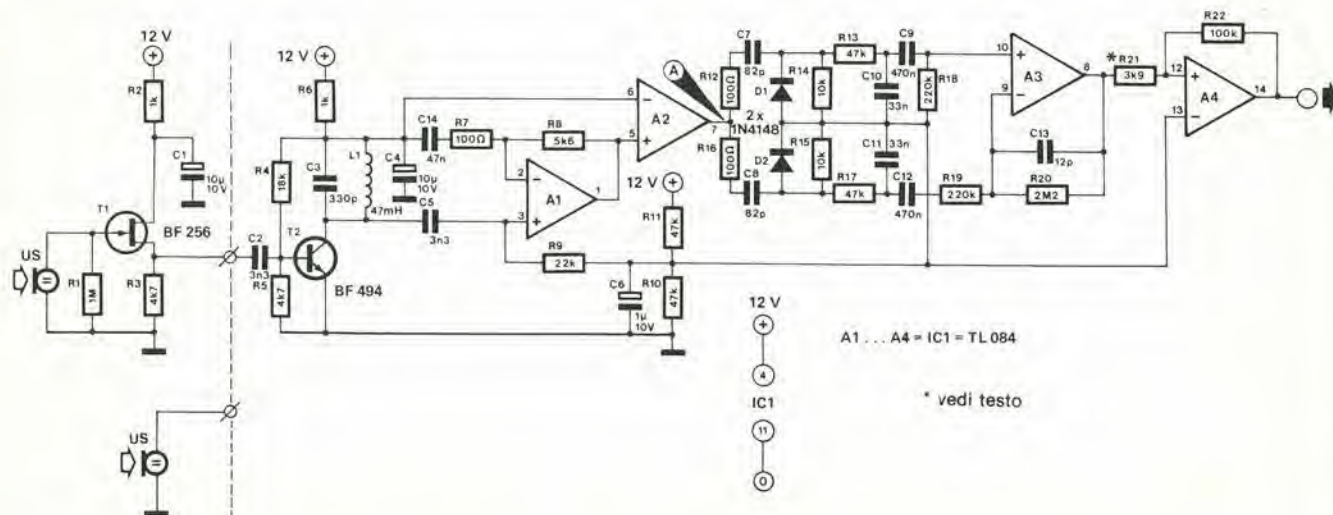 12 V
R2
1k
C1
10μ
10V
T1
BF 256
US
R1
1M
R3
4k7
US
12 V
R6
1k
R4
18k
C3
330p
L1
47mH
C4
10μ
10V
C5
3n3
C2
3n3
T2
R5
4k7
BF 494
C14
47n
R7
100Ω
R8
5k6
2
3
A1
1
R9
22k
C6
1μ
10V
6
5
A2
7
A
12 V
R11
47k
R10
47k
R12
100Ω
C7
82p
D1
2 x
1N4148
R16
100Ω
D2
C8
82p
R14
10k
R15
10k
R13
47k
C10
33n
C11
33n
R17
47k
C9
470n
C12
470n
R18
220k
R19
220k
10
9
A3
8
C13
12p
R20
2M2
* R21
3k9
R22
100k
12
13
A4
14
12 V
4
IC1
11
0
A1 ... A4 = IC1 = TL 084
* vedi testo